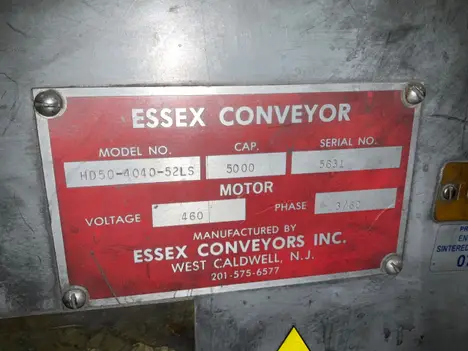 ESSEX CONVEYOR
MODEL NO. CAP. SERIAL NO.
HD50-4040-52LS 5000 5631
MOTOR
VOLTAGE 460 PHASE 3/60
MANUFACTURED BY
ESSEX CONVEYORS INC.
WEST CALDWELL, N.J.
201-575-6577